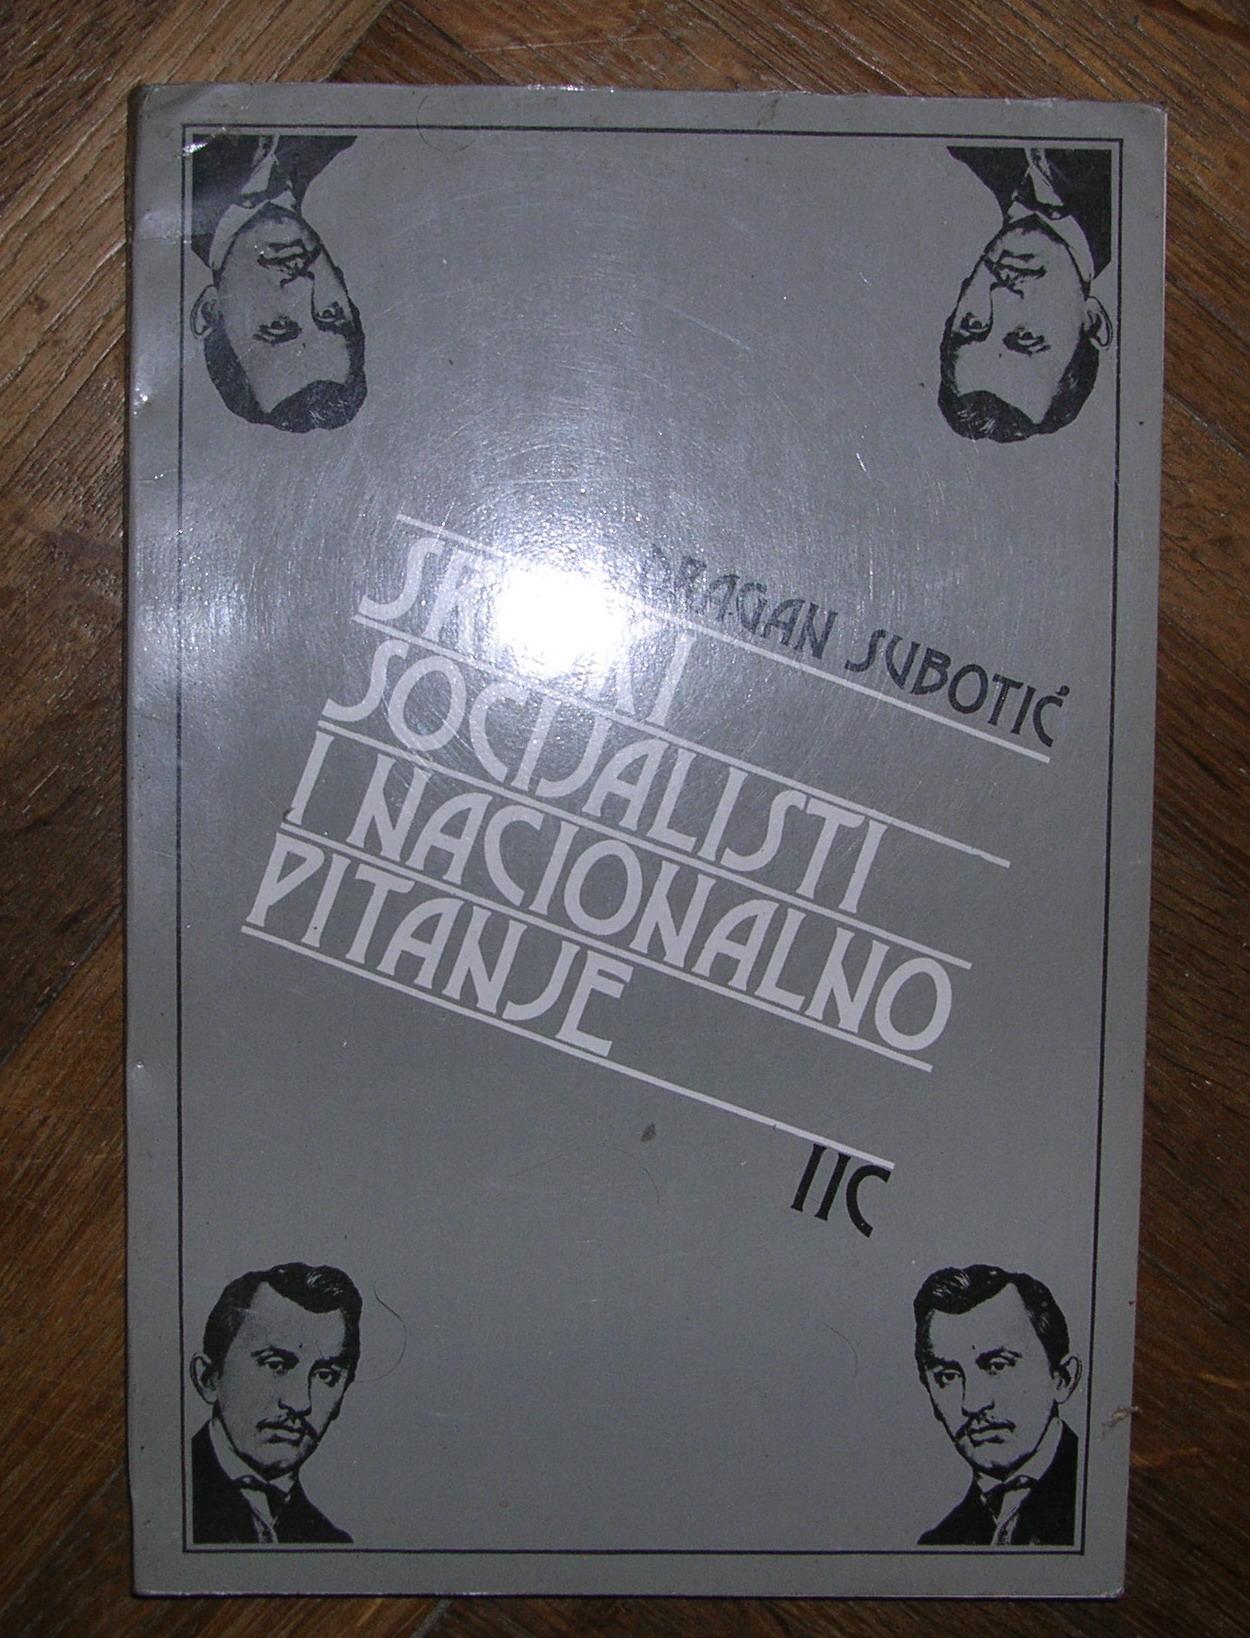 DRAGAN SUBOTIĆ
SRPSKI
SOCIJALISTI
I NACIONALNO
PITANJE
IIC